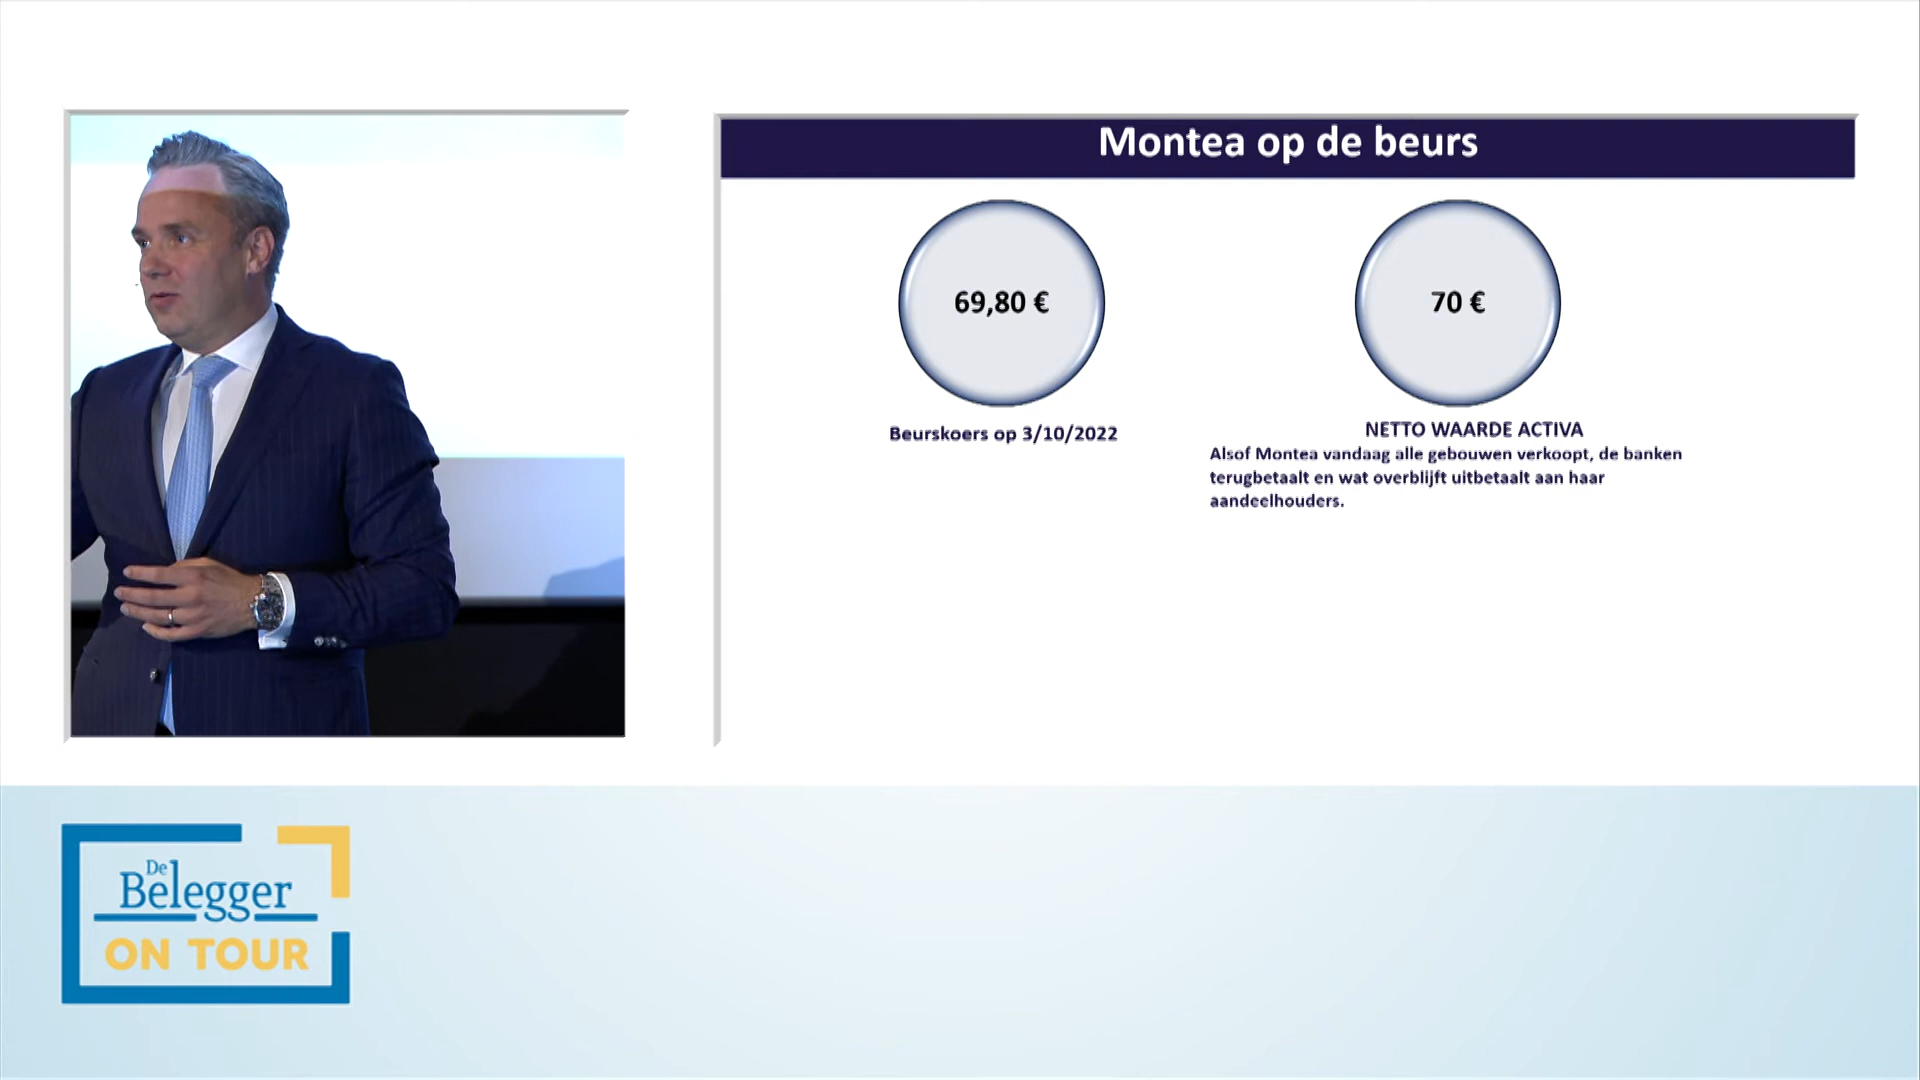 Montea op de beurs
69,80 €
Beurskoers op 3/10/2022
70 €
NETTO WAARDE ACTIVA
Alsof Montea vandaag alle gebouwen verkoopt, de banken
terugbetaalt en wat overblijft uitbetaalt aan haar
aandeelhouders.
De
Belegger
ON TOUR